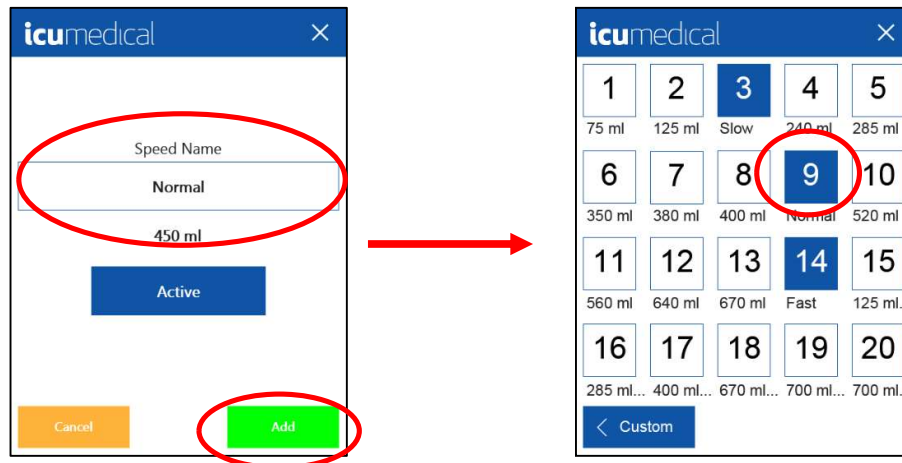 icumedical
Speed Name
Normal
450 ml
Active
Cancel
Add
icumedical
1 2 3 4 5
75 ml 125 ml Slow 240 ml 285 ml
6 7 8 9 10
350 ml 380 ml 400 ml Normal 520 ml
11 12 13 14 15
560 ml 640 ml 670 ml Fast 125 ml.
16 17 18 19 20
285 ml... 400 ml... 670 ml... 700 ml... 700 ml.
< Custom